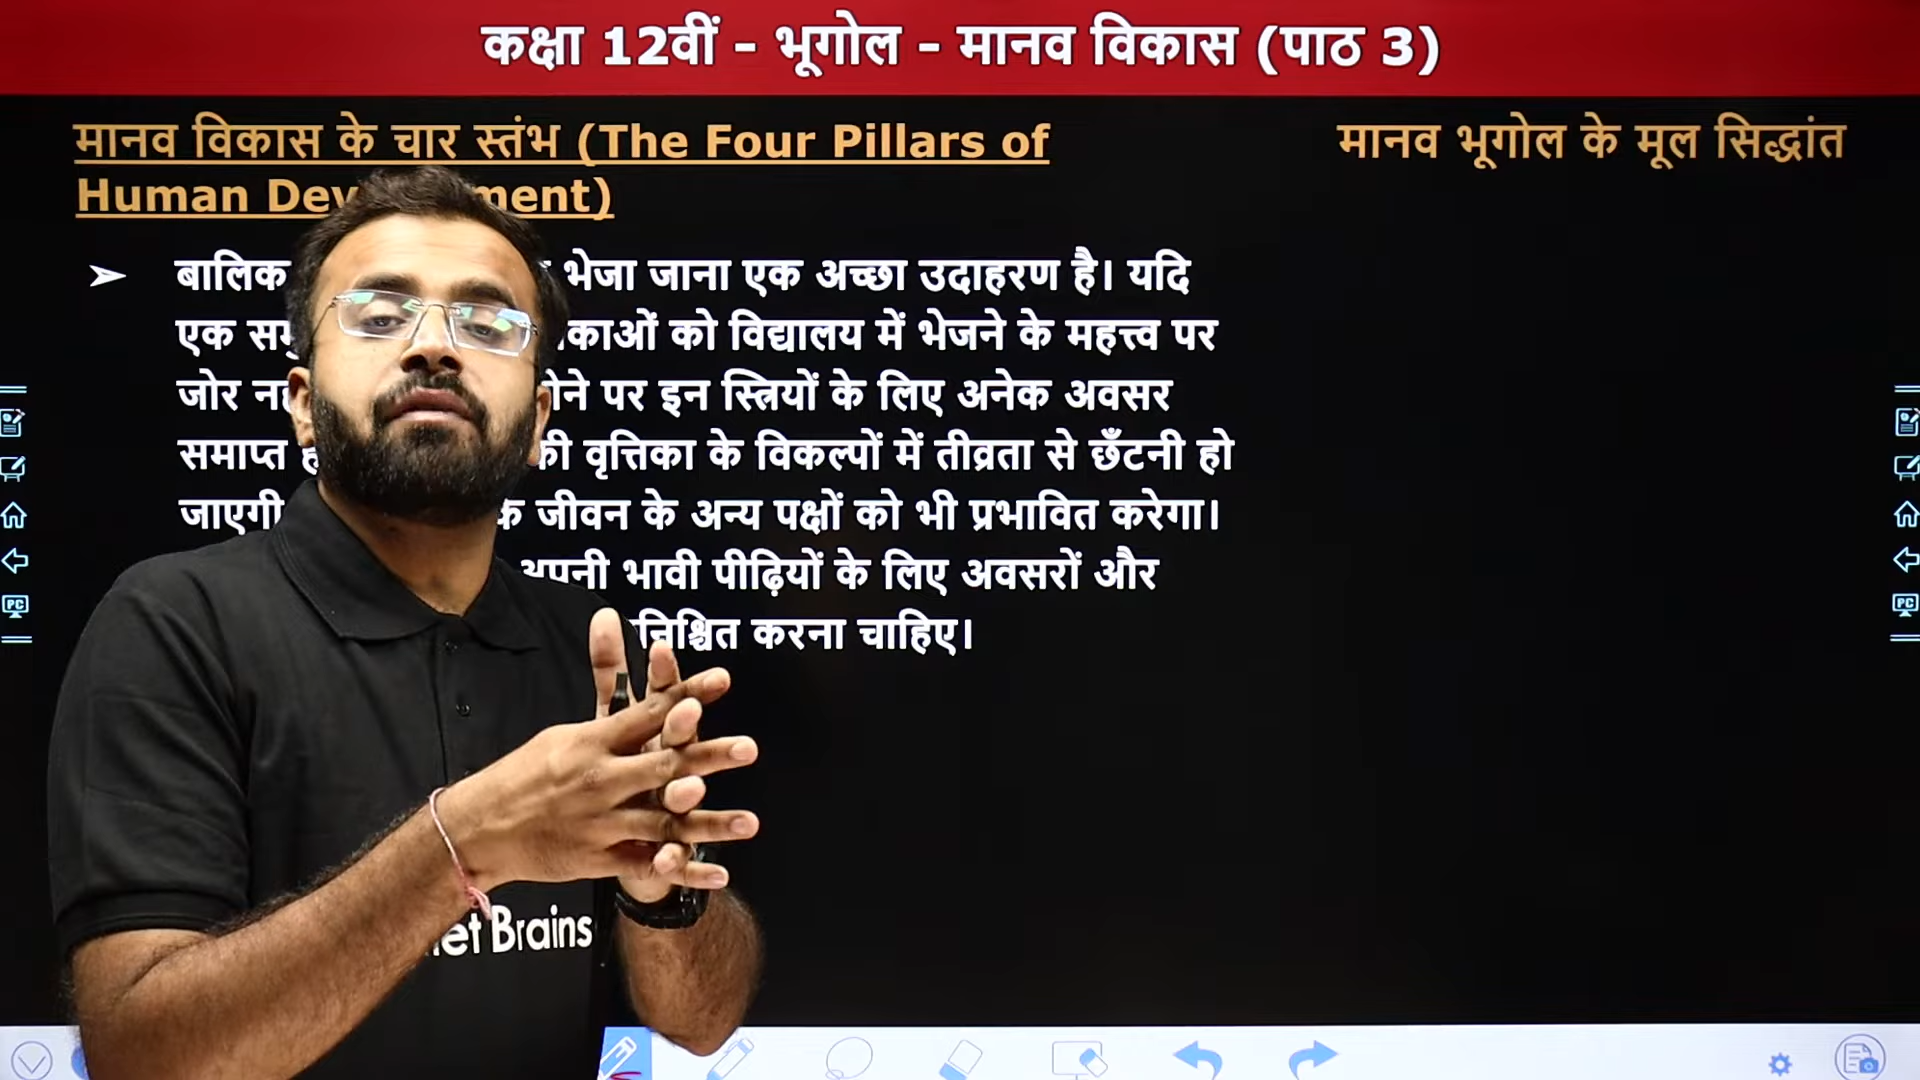 कक्षा 12वीं - भूगोल - मानव विकास (पाठ 3)
मानव विकास के चार स्तंभ (The Four Pillars of
Human
मानव भूगोल के मूल सिद्धांत
➢ भेजा जाना एक अच्छा उदाहरण है। यदि
एक को विद्यालय में भेजने के महत्त्व पर
जोर पर इन स्त्रियों के लिए अनेक अवसर
समाप्त की वृत्तिका के विकल्पों में तीव्रता से छँटनी हो
जाएगी जीवन के अन्य पक्षों को भी प्रभावित करेगा।
अपनी भावी पीढ़ियों के लिए अवसरों और
करना चाहिए।
Brains
PC
PC